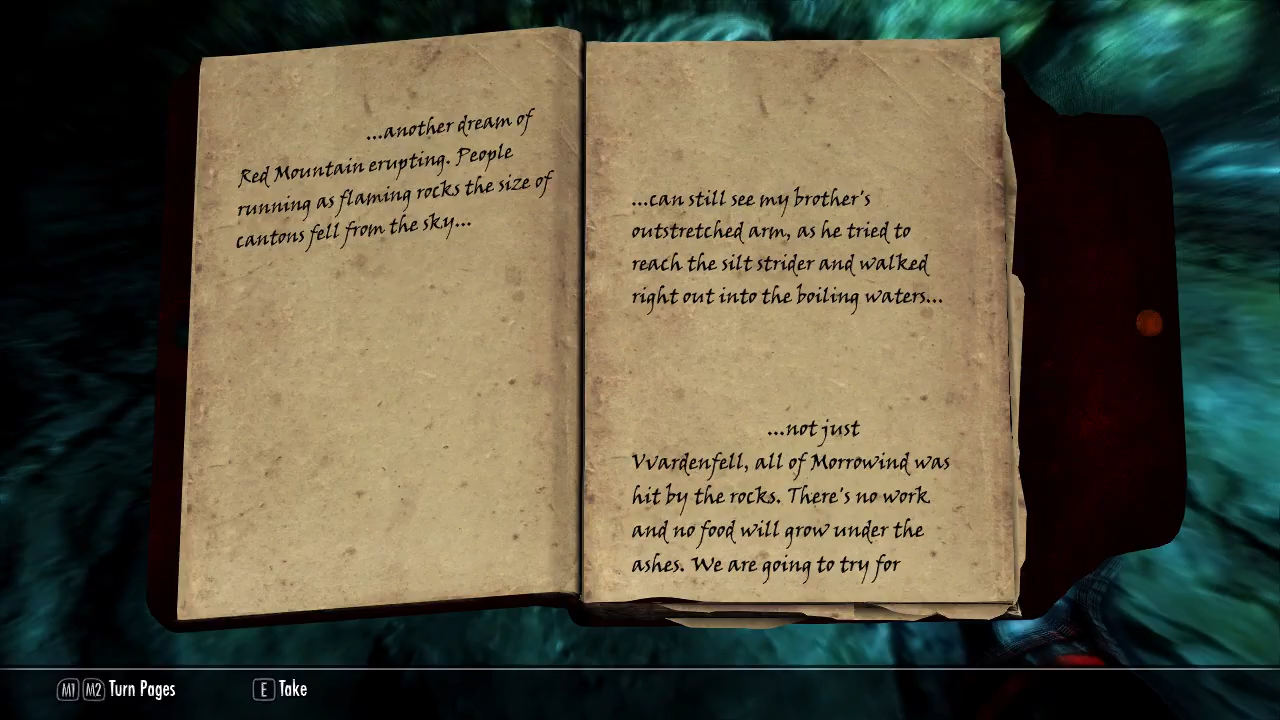 ...another dream of
Red Mountain erupting. People
running as flaming rocks the size of
cantons fell from the sky...
...can still see my brother's
outstretched arm, as he tried to
reach the silt strider and walked
right out into the boiling waters...
...not just
Vvardenfell, all of Morrowind was
hit by the rocks. There's no work
and no food will grow under the
ashes. We are going to try for
M1 M2 Turn Pages
E Take